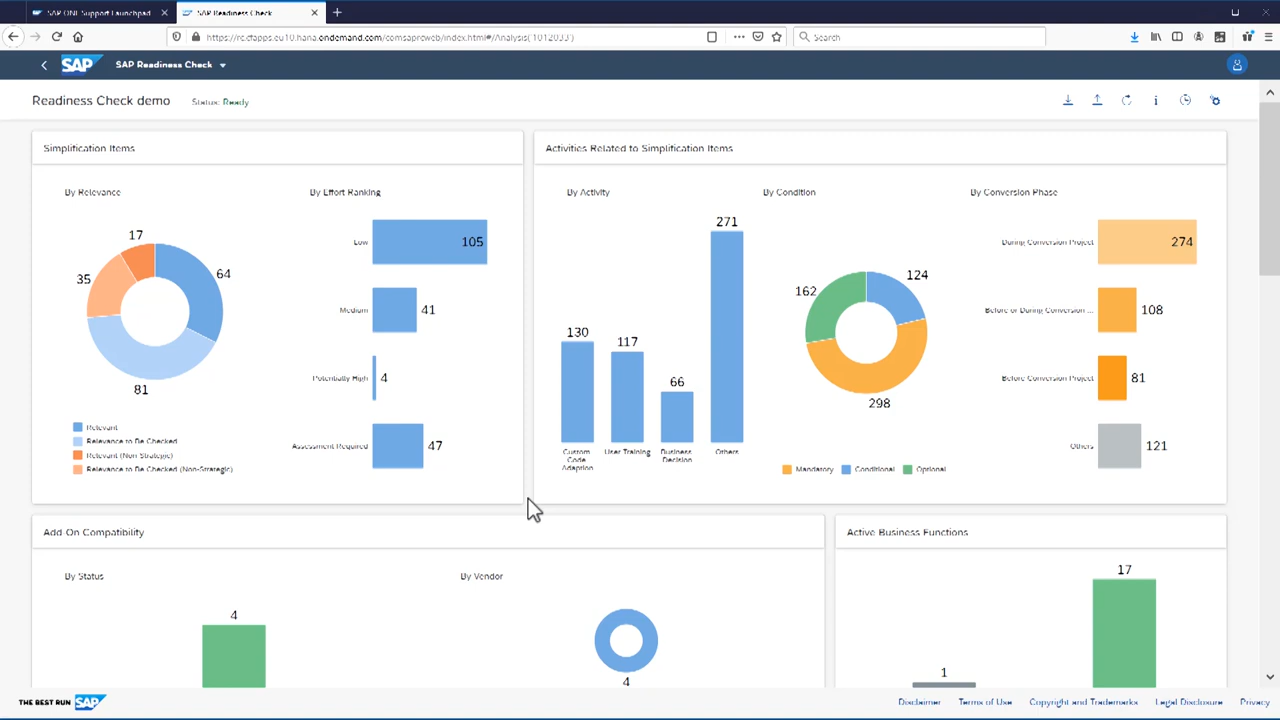 SAP ONE Support Launchpad
SAP Readiness Check
https://rc.cfapps.eu10.hana.ondemand.com/comsapreweb/index.html#/Analysis('1012033')
Search
SAP
SAP Readiness Check
Readiness Check demo
Status: Ready
Simplification Items
By Relevance
17
35
64
81
Relevant
Relevance to Be Checked
Relevant (Non Strategic)
Relevance to Be Checked (Non-Strategic)
By Effort Ranking
Low
105
Medium
41
Potentially High
4
Assessment Required
47
Activities Related to Simplification Items
By Activity
130
117
66
271
Custom
Code
Adaption
User Training
Business
Decision
Others
By Condition
162
124
298
Mandatory
Conditional
Optional
By Conversion Phase
During Conversion Project
274
Before or During Conversion ...
108
Before Conversion Project
81
Others
121
Add On Compatibility
By Status
4
By Vendor
4
Active Business Functions
1
17
THE BEST RUN SAP
Disclaimer
Terms of Use
Copyright and Trademarks
Legal Disclosure
Privacy